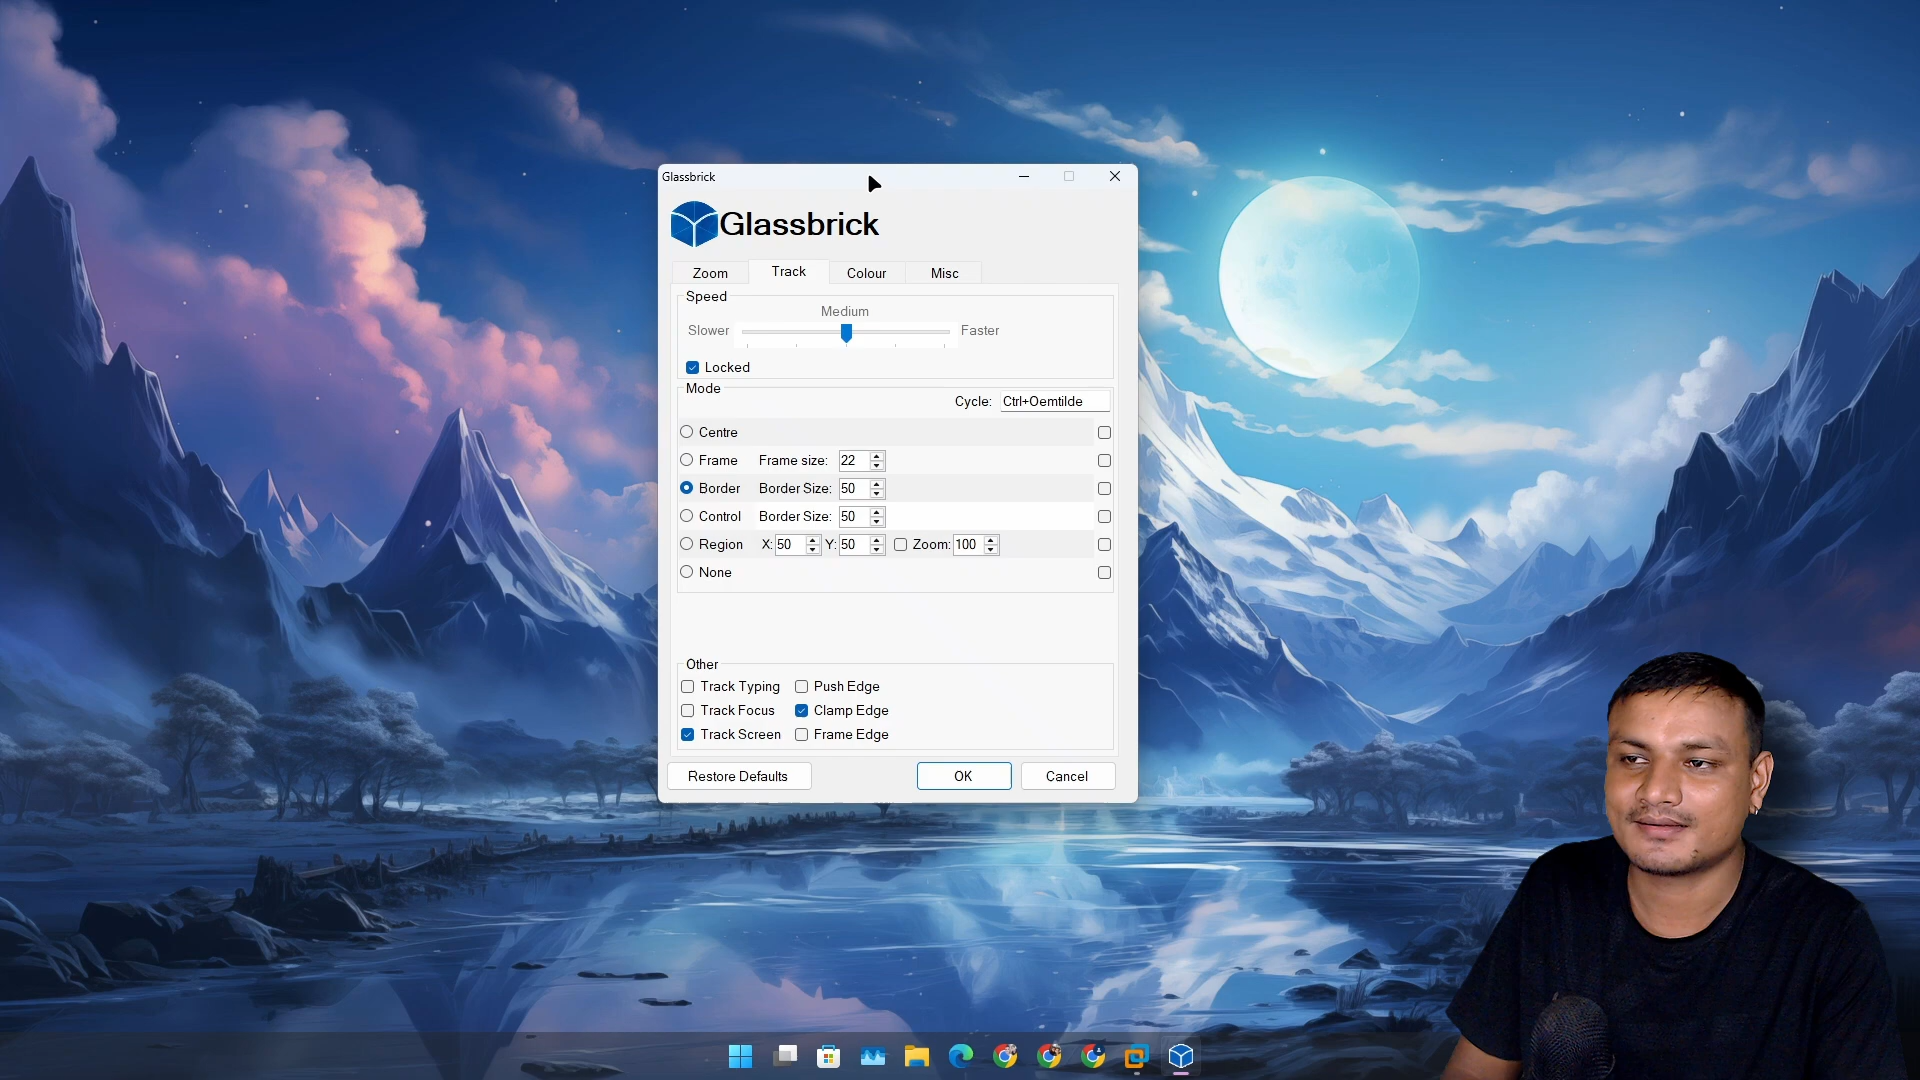 Glassbrick
Glassbrick
Zoom Track Colour Misc
Speed
Medium
Slower Faster
Locked
Mode
Cycle: Ctrl+Oemtilde
Centre
Frame Frame size: 22
Border Border Size: 50
Control Border Size: 50
Region X: 50 Y: 50 Zoom: 100
None
Other
Track Typing Push Edge
Track Focus Clamp Edge
Track Screen Frame Edge
Restore Defaults OK Cancel